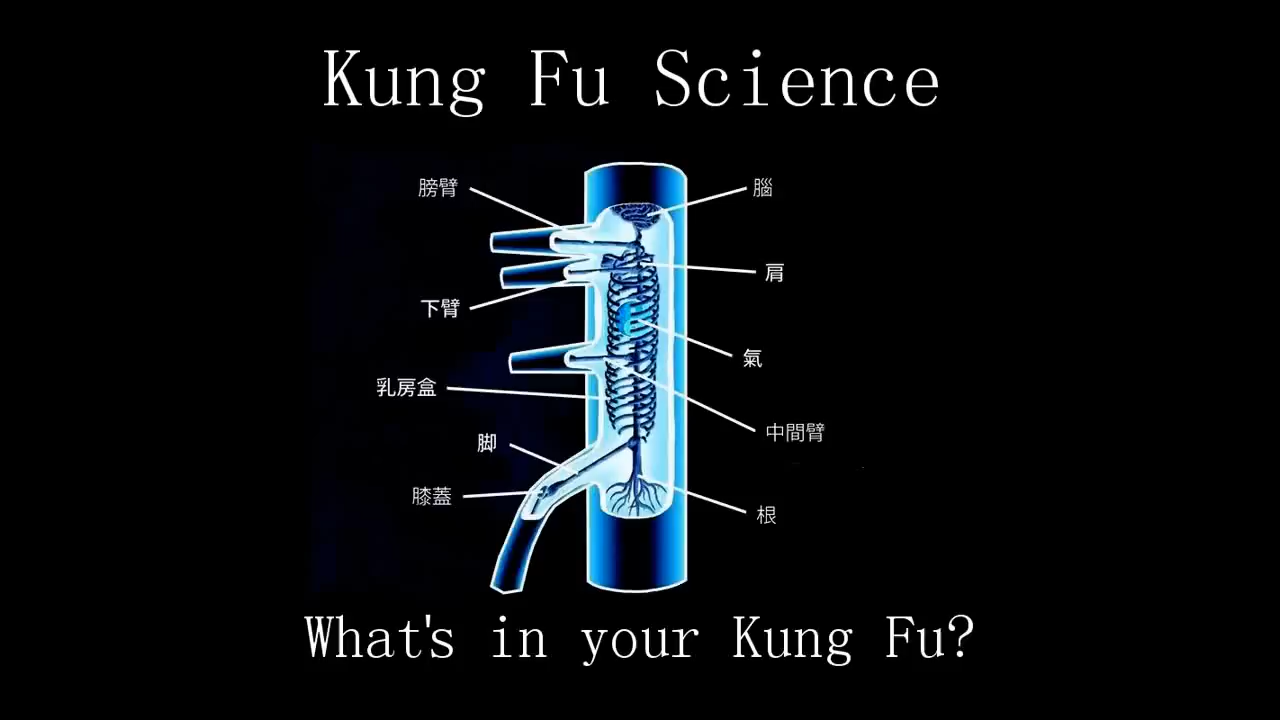 Kung Fu Science
膀臂
腦
肩
下臂
氣
乳房盒
中間臂
脚
膝蓋
根
What's in your Kung Fu?